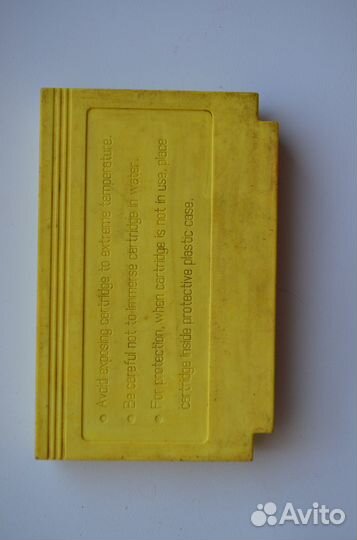 ● Avoid exposing cartridge to extreme temperature.
● Be careful not to immerse cartridge in water.
● For protection, when cartridge is not in use, place
cartridge inside protective plastic case.
Avito